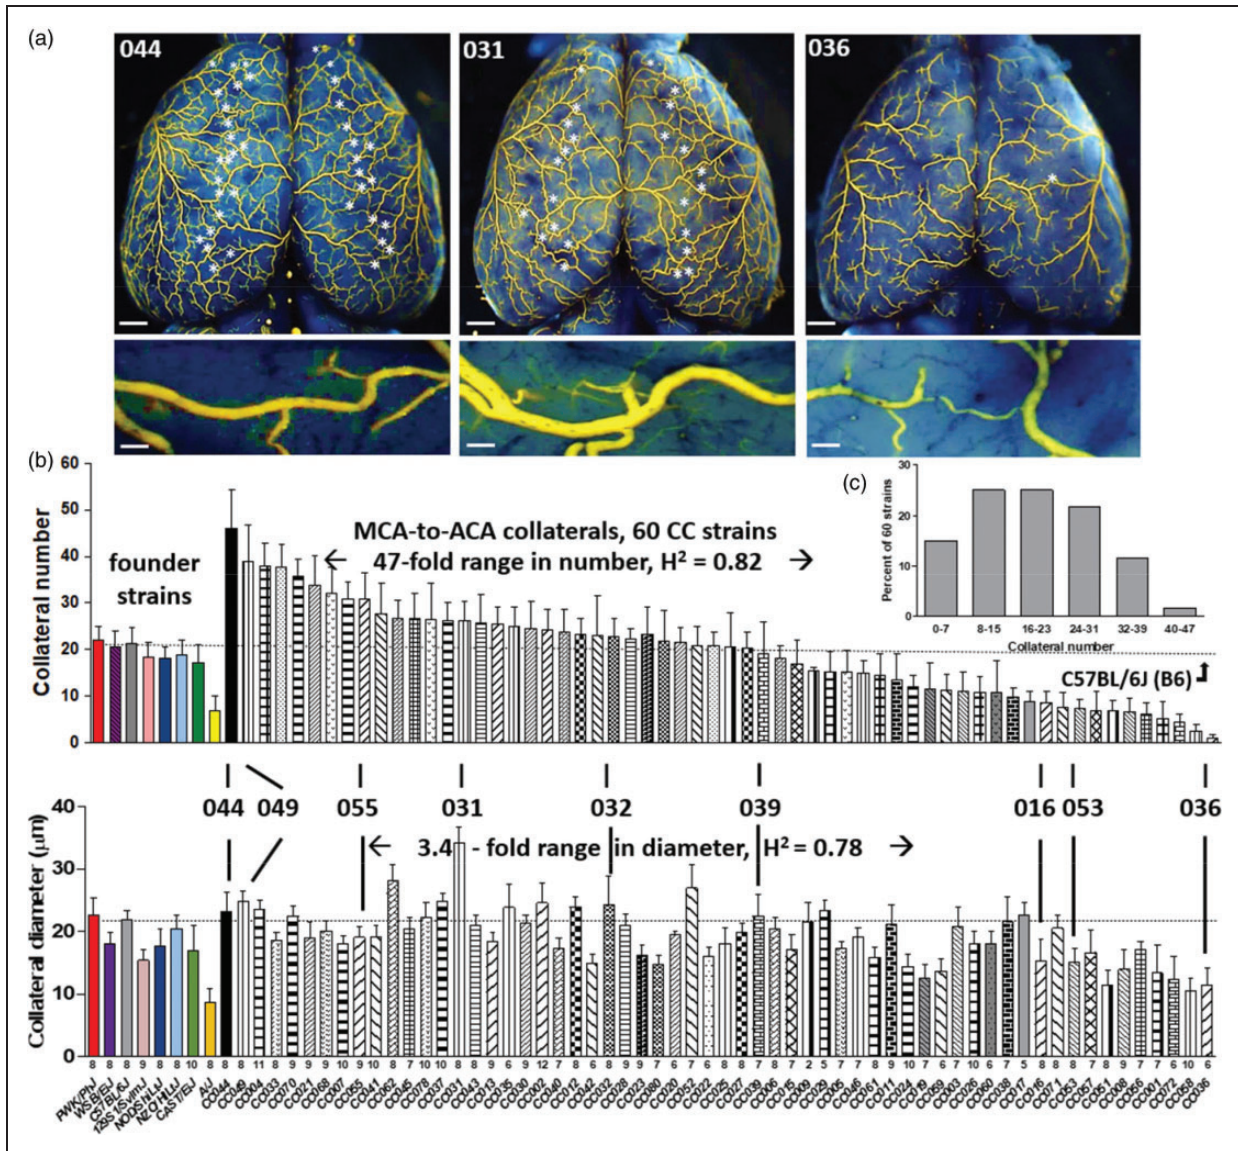 (a)
044
031
036
(b)
60
50
40
30
20
10
0
Collateral number
founder
strains
MCA-to-ACA collaterals, 60 CC strains
← 47-fold range in number, H² = 0.82 →
(c)
30
20
10
0
Percent of 60 strains
0-7 8-15 16-23 24-31 32-39 40-47
Collateral number
C57BL/6J (B6)
044 049 055 031 032 039 016 053 036
40
30
20
10
0
Collateral diameter (µm)
← 3.4 - fold range in diameter, H² = 0.78 →
PWK/PhJ
WSB/EJ
C57BL/6J
129S1/SvImJ
NOD/ShLtJ
NZO/HLtJ
CAST/EJ
A/J
CC044
CC049
CC004
CC033
CC070
CC021
CC068
CC007
CC055
CC041
CC062
CC045
CC078
CC037
CC031
CC043
CC013
CC035
CC030
CC002
CC040
CC012
CC042
CC032
CC028
CC023
CC080
CC020
CC052
CC022
CC025
CC027
CC039
CC006
CC015
CC009
CC029
CC005
CC046
CC061
CC011
CC024
CC019
CC059
CC003
CC026
CC060
CC038
CC017
CC016
CC071
CC053
CC057
CC051
CC008
CC056
CC001
CC072
CC058
CC036